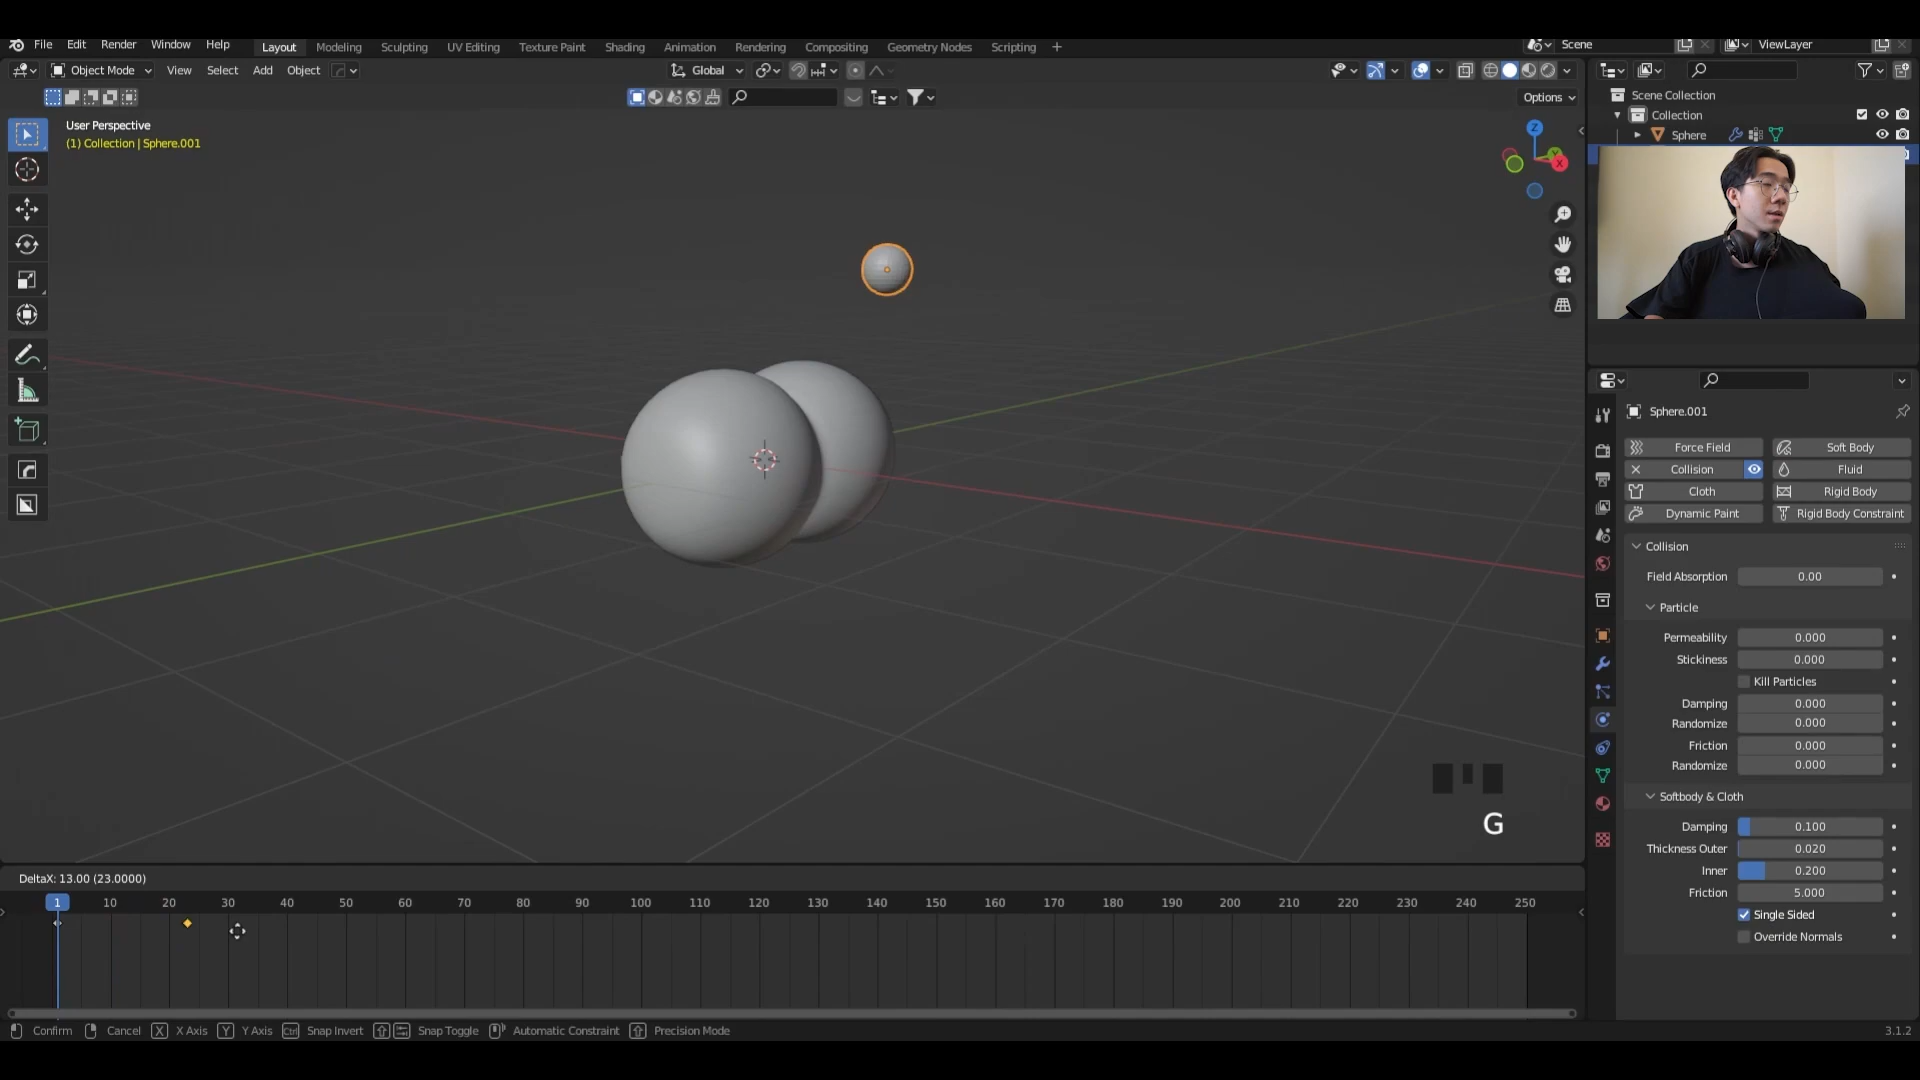 File Edit Render Window Help Layout Modeling Sculpting UV Editing Texture Paint Shading Animation Rendering Compositing Geometry Nodes Scripting + Scene ViewLayer
Object Mode View Select Add Object Global
Options
User Perspective
(1) Collection | Sphere.001
Z
Y
X
Scene Collection
Collection
Sphere
Sphere.001
Force Field Soft Body
Collision Fluid
Cloth Rigid Body
Dynamic Paint Rigid Body Constraint
Collision
Field Absorption 0.00
Particle
Permeability 0.000
Stickiness 0.000
Kill Particles
Damping 0.000
Randomize 0.000
Friction 0.000
Randomize 0.000
Softbody & Cloth
Damping 0.100
Thickness Outer 0.020
Inner 0.200
Friction 5.000
Single Sided
Override Normals
G
DeltaX: 13.00 (23.0000)
1 10 20 30 40 50 60 70 80 90 100 110 120 130 140 150 160 170 180 190 200 210 220 230 240 250
Confirm Cancel X X Axis Y Y Axis Ctrl Snap Invert Snap Toggle Automatic Constraint Precision Mode 3.1.2